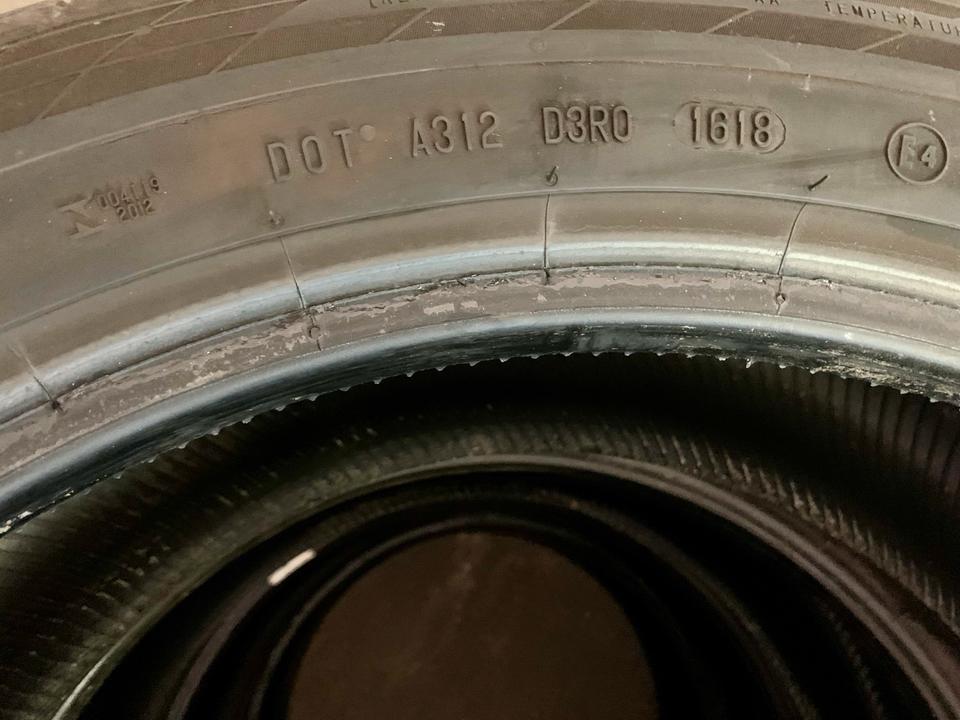 TEMPERATU
DOT A312 D3R0 1618 E4
004119
2012